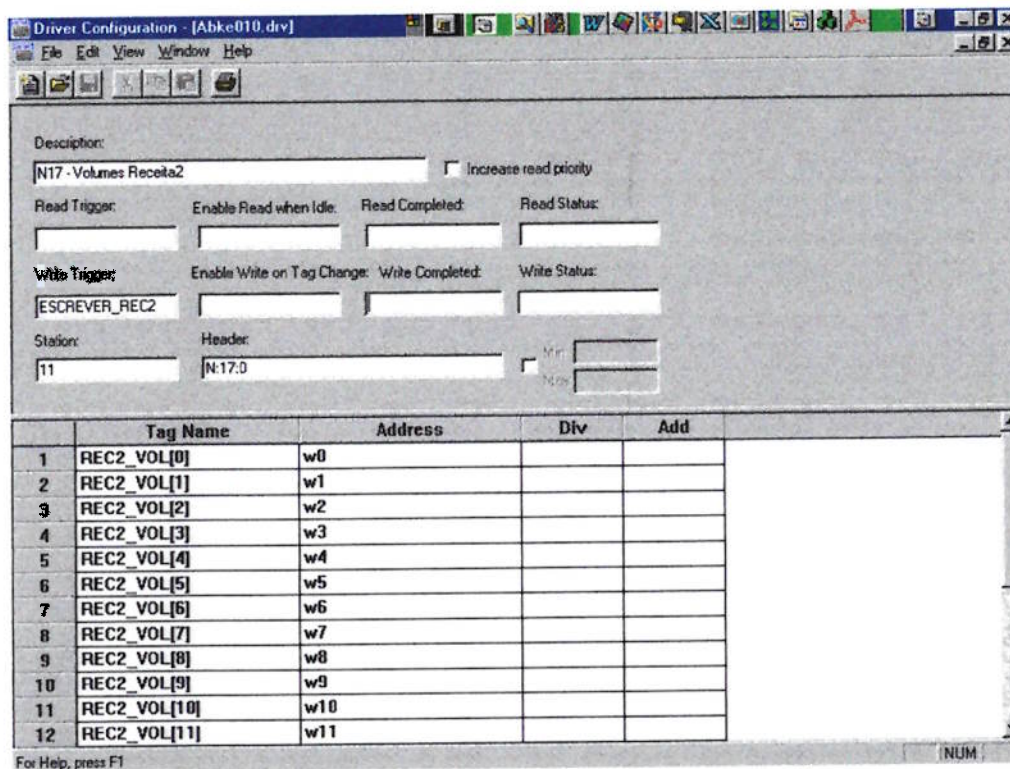 Driver Configuration - [Abke010.drv]
File Edit View Window Help
Description:
N17 - Volumes Receita2
Increase read priority
Read Trigger: Enable Read when Idle: Read Completed: Read Status:
Write Trigger: Enable Write on Tag Change: Write Completed: Write Status:
ESCREVER_REC2
Station: Header:
11 N:17:0
Min:
Max:
Tag Name Address Div Add
1 REC2_VOL[0] w0
2 REC2_VOL[1] w1
3 REC2_VOL[2] w2
4 REC2_VOL[3] w3
5 REC2_VOL[4] w4
6 REC2_VOL[5] w5
7 REC2_VOL[6] w6
8 REC2_VOL[7] w7
9 REC2_VOL[8] w8
10 REC2_VOL[9] w9
11 REC2_VOL[10] w10
12 REC2_VOL[11] w11
For Help, press F1 NUM